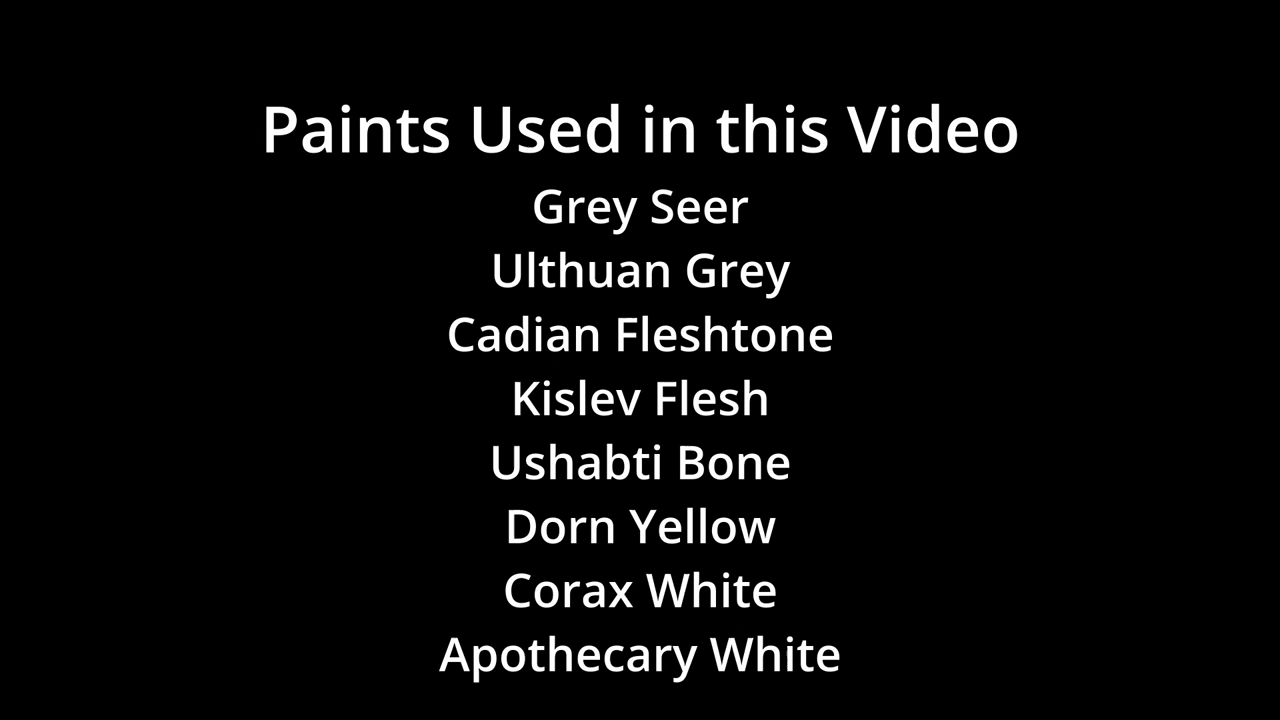 Paints Used in this Video
Grey Seer
Ulthuan Grey
Cadian Fleshtone
Kislev Flesh
Ushabti Bone
Dorn Yellow
Corax White
Apothecary White